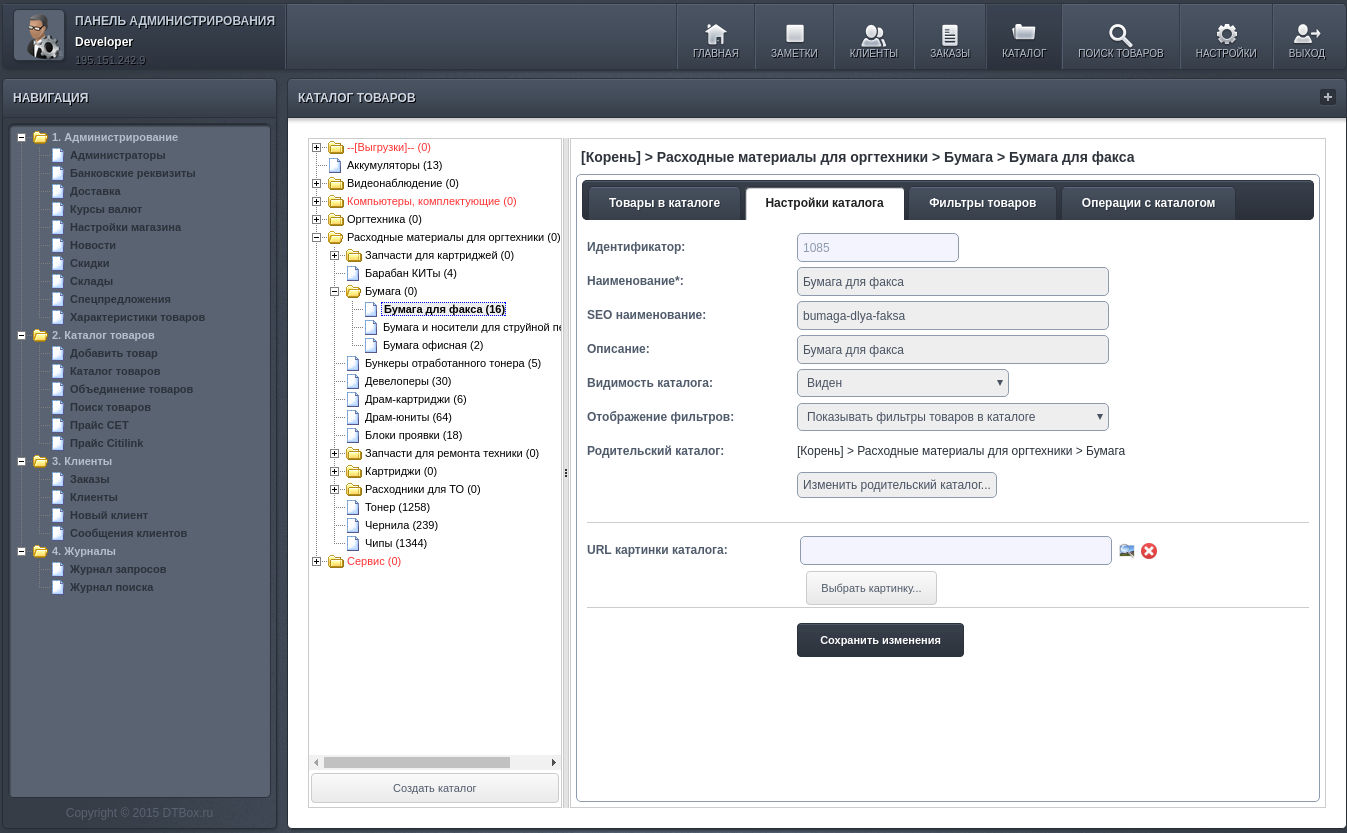 ПАНЕЛЬ АДМИНИСТРИРОВАНИЯ
Developer
195.151.242.9
ГЛАВНАЯ
ЗАМЕТКИ
КЛИЕНТЫ
ЗАКАЗЫ
КАТАЛОГ
ПОИСК ТОВАРОВ
НАСТРОЙКИ
ВЫХОД
НАВИГАЦИЯ
1. Администрирование
Администраторы
Банковские реквизиты
Доставка
Курсы валют
Настройки магазина
Новости
Скидки
Склады
Спецпредложения
Характеристики товаров
2. Каталог товаров
Добавить товар
Каталог товаров
Объединение товаров
Поиск товаров
Прайс CET
Прайс Citilink
3. Клиенты
Заказы
Клиенты
Новый клиент
Сообщения клиентов
4. Журналы
Журнал запросов
Журнал поиска
Copyright © 2015 DTBox.ru
КАТАЛОГ ТОВАРОВ
--[Выгрузки]-- (0)
Аккумуляторы (13)
Видеонаблюдение (0)
Компьютеры, комплектующие (0)
Оргтехника (0)
Расходные материалы для оргтехники (0)
Запчасти для картриджей (0)
Барабан КИТы (4)
Бумага (0)
Бумага для факса (16)
Бумага и носители для струйной пе
Бумага офисная (2)
Бункеры отработанного тонера (5)
Девелоперы (30)
Драм-картриджи (6)
Драм-юниты (64)
Блоки проявки (18)
Запчасти для ремонта техники (0)
Картриджи (0)
Расходники для ТО (0)
Тонер (1258)
Чернила (239)
Чипы (1344)
Сервис (0)
Создать каталог
[Корень] > Расходные материалы для оргтехники > Бумага > Бумага для факса
Товары в каталоге
Настройки каталога
Фильтры товаров
Операции с каталогом
Идентификатор:
1085
Наименование*:
Бумага для факса
SEO наименование:
bumaga-dlya-faksa
Описание:
Бумага для факса
Видимость каталога:
Виден
Отображение фильтров:
Показывать фильтры товаров в каталоге
Родительский каталог:
[Корень] > Расходные материалы для оргтехники > Бумага
Изменить родительский каталог...
URL картинки каталога:
Выбрать картинку...
Сохранить изменения